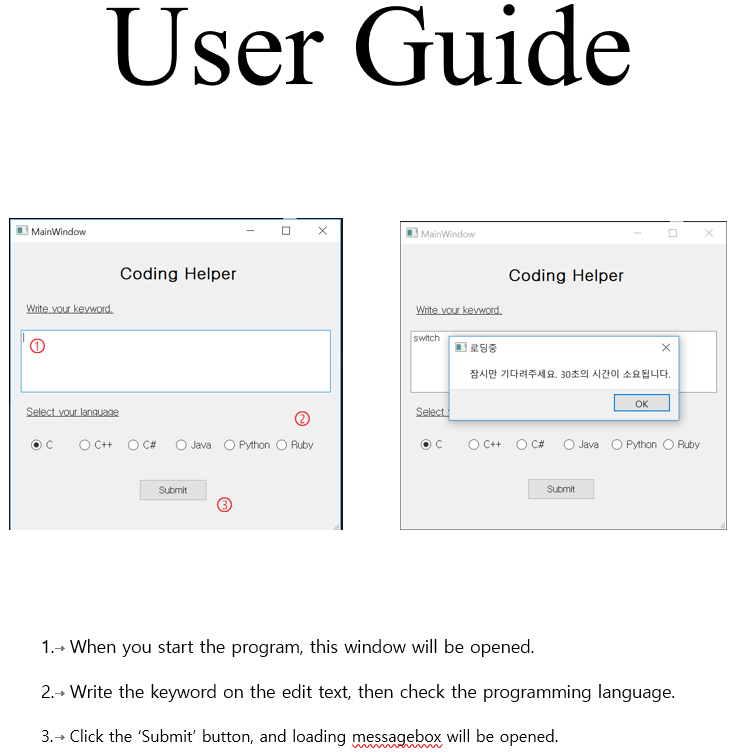 User Guide
MainWindow
Coding Helper
Write your keyword.
①
Select your language
②
C C++ C# Java Python Ruby
Submit
③
MainWindow
Coding Helper
Write your keyword.
switch
로딩중
잠시만 기다려주세요. 30초의 시간이 소요됩니다.
OK
Select
C C++ C# Java Python Ruby
Submit
1.→ When you start the program, this window will be opened.
2.→ Write the keyword on the edit text, then check the programming language.
3.→ Click the ‘Submit’ button, and loading messagebox will be opened.